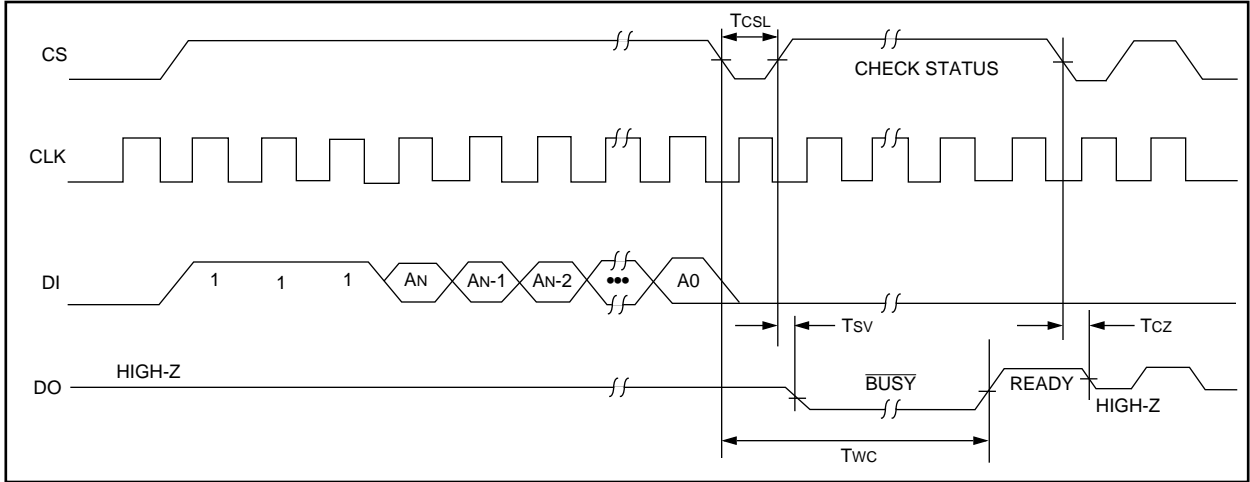 TCSL
CS
CHECK STATUS
CLK
DI
1 1 1 AN AN-1 AN-2 ••• A0
TSV
TCZ
HIGH-Z
DO
BUSY
READY
HIGH-Z
TWC